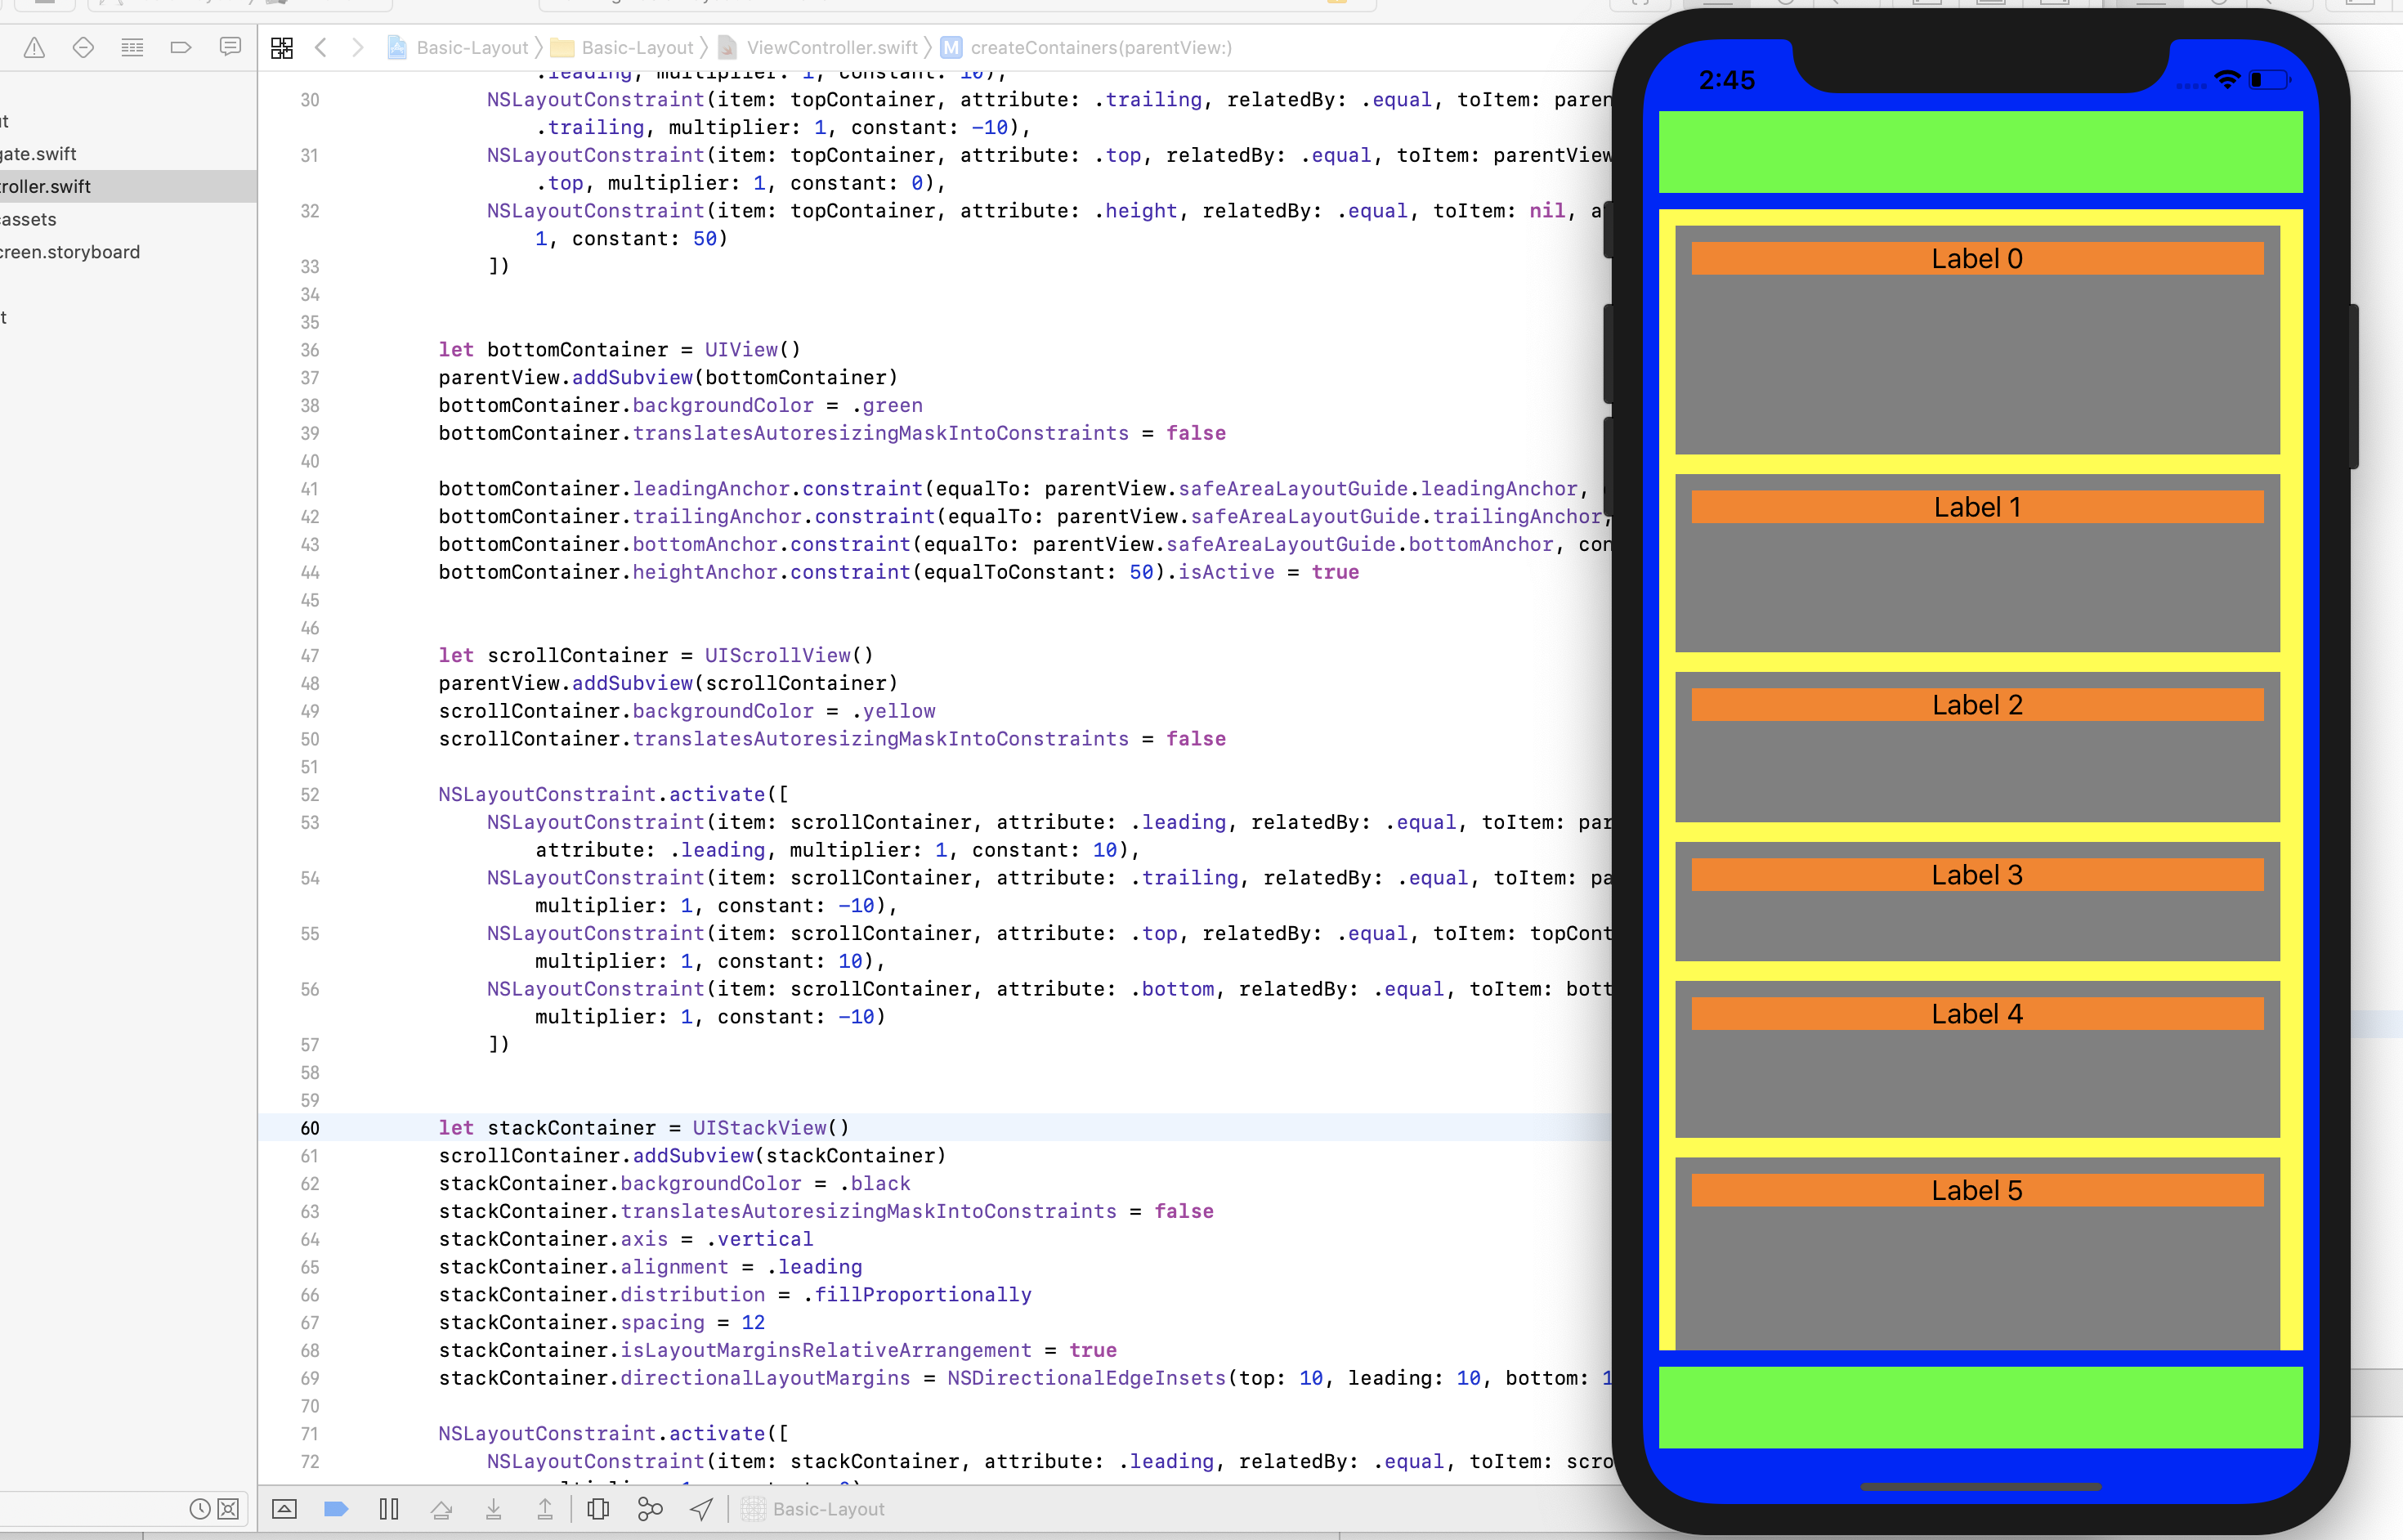 Basic-Layout
Basic-Layout
ViewController.swift
M
createContainers(parentView:)
gate.swift
roller.swift
assets
creen.storyboard
.leading, multiplier: 1, constant: 10),
30 NSLayoutConstraint(item: topContainer, attribute: .trailing, relatedBy: .equal, toItem: paren
.trailing, multiplier: 1, constant: -10),
31 NSLayoutConstraint(item: topContainer, attribute: .top, relatedBy: .equal, toItem: parentView
.top, multiplier: 1, constant: 0),
32 NSLayoutConstraint(item: topContainer, attribute: .height, relatedBy: .equal, toItem: nil, a
1, constant: 50)
33 ])
34
35
36 let bottomContainer = UIView()
37 parentView.addSubview(bottomContainer)
38 bottomContainer.backgroundColor = .green
39 bottomContainer.translatesAutoresizingMaskIntoConstraints = false
40
41 bottomContainer.leadingAnchor.constraint(equalTo: parentView.safeAreaLayoutGuide.leadingAnchor,
42 bottomContainer.trailingAnchor.constraint(equalTo: parentView.safeAreaLayoutGuide.trailingAnchor,
43 bottomContainer.bottomAnchor.constraint(equalTo: parentView.safeAreaLayoutGuide.bottomAnchor, con
44 bottomContainer.heightAnchor.constraint(equalToConstant: 50).isActive = true
45
46
47 let scrollContainer = UIScrollView()
48 parentView.addSubview(scrollContainer)
49 scrollContainer.backgroundColor = .yellow
50 scrollContainer.translatesAutoresizingMaskIntoConstraints = false
51
52 NSLayoutConstraint.activate([
53 NSLayoutConstraint(item: scrollContainer, attribute: .leading, relatedBy: .equal, toItem: par
attribute: .leading, multiplier: 1, constant: 10),
54 NSLayoutConstraint(item: scrollContainer, attribute: .trailing, relatedBy: .equal, toItem: pa
multiplier: 1, constant: -10),
55 NSLayoutConstraint(item: scrollContainer, attribute: .top, relatedBy: .equal, toItem: topCont
multiplier: 1, constant: 10),
56 NSLayoutConstraint(item: scrollContainer, attribute: .bottom, relatedBy: .equal, toItem: bott
multiplier: 1, constant: -10)
57 ])
58
59
60 let stackContainer = UIStackView()
61 scrollContainer.addSubview(stackContainer)
62 stackContainer.backgroundColor = .black
63 stackContainer.translatesAutoresizingMaskIntoConstraints = false
64 stackContainer.axis = .vertical
65 stackContainer.alignment = .leading
66 stackContainer.distribution = .fillProportionally
67 stackContainer.spacing = 12
68 stackContainer.isLayoutMarginsRelativeArrangement = true
69 stackContainer.directionalLayoutMargins = NSDirectionalEdgeInsets(top: 10, leading: 10, bottom: 1
70
71 NSLayoutConstraint.activate([
72 NSLayoutConstraint(item: stackContainer, attribute: .leading, relatedBy: .equal, toItem: scro
Basic-Layout
2:45
Label 0
Label 1
Label 2
Label 3
Label 4
Label 5